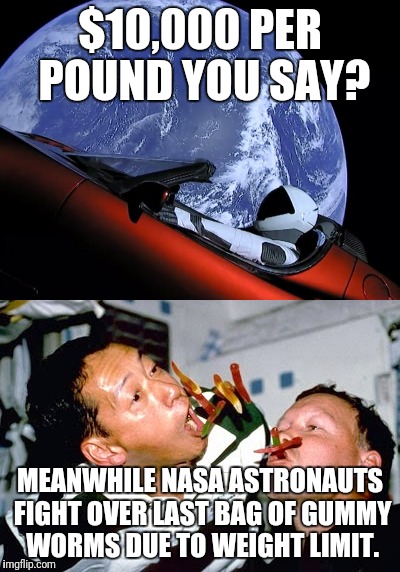 $10,000 PER
POUND YOU SAY?
MEANWHILE NASA ASTRONAUTS
FIGHT OVER LAST BAG OF GUMMY
WORMS DUE TO WEIGHT LIMIT.
imgflip.com